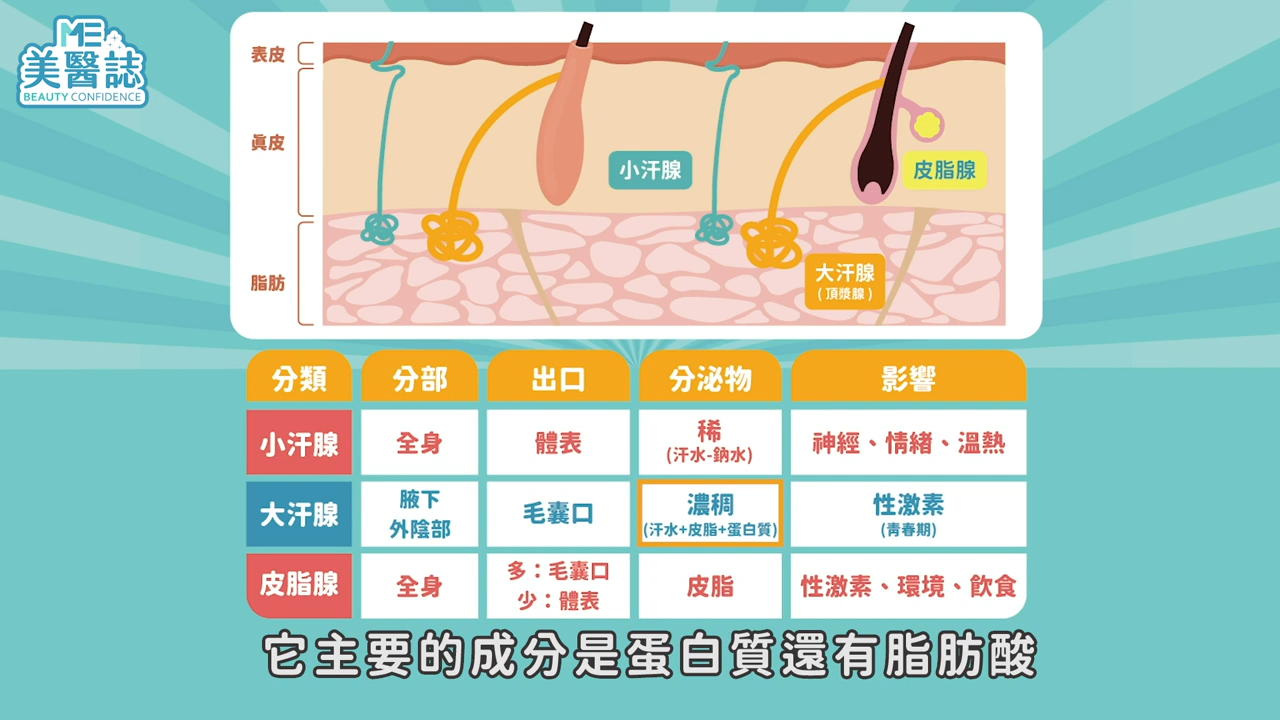 ME
美醫誌
BEAUTY CONFIDENCE
表皮
眞皮
脂肪
小汗腺
皮脂腺
大汗腺
(頂漿腺)
分類
分部
出口
分泌物
影響
小汗腺
全身
體表
稀
(汗水-鈉水)
神經、情緒、溫熱
大汗腺
腋下
外陰部
毛囊口
濃稠
(汗水+皮脂+蛋白質)
性激素
(青春期)
皮脂腺
全身
多：毛囊口
少：體表
皮脂
性激素、環境、飲食
它主要的成分是蛋白質還有脂肪酸